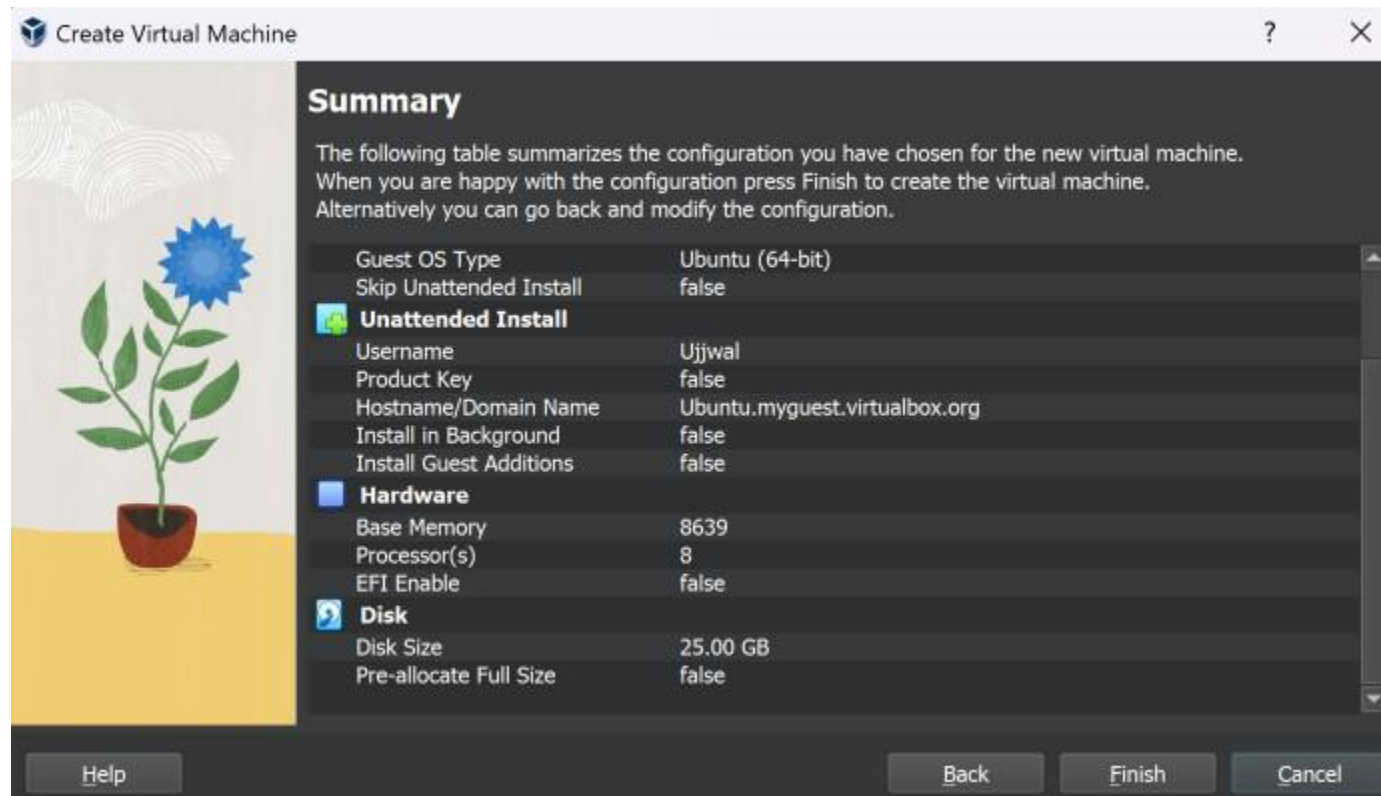 Create Virtual Machine ?
Summary
The following table summarizes the configuration you have chosen for the new virtual machine.
When you are happy with the configuration press Finish to create the virtual machine.
Alternatively you can go back and modify the configuration.
Guest OS Type Ubuntu (64-bit)
Skip Unattended Install false
Unattended Install
Username Ujjwal
Product Key false
Hostname/Domain Name Ubuntu.myguest.virtualbox.org
Install in Background false
Install Guest Additions false
Hardware
Base Memory 8639
Processor(s) 8
EFI Enable false
Disk
Disk Size 25.00 GB
Pre-allocate Full Size false
Help Back Finish Cancel